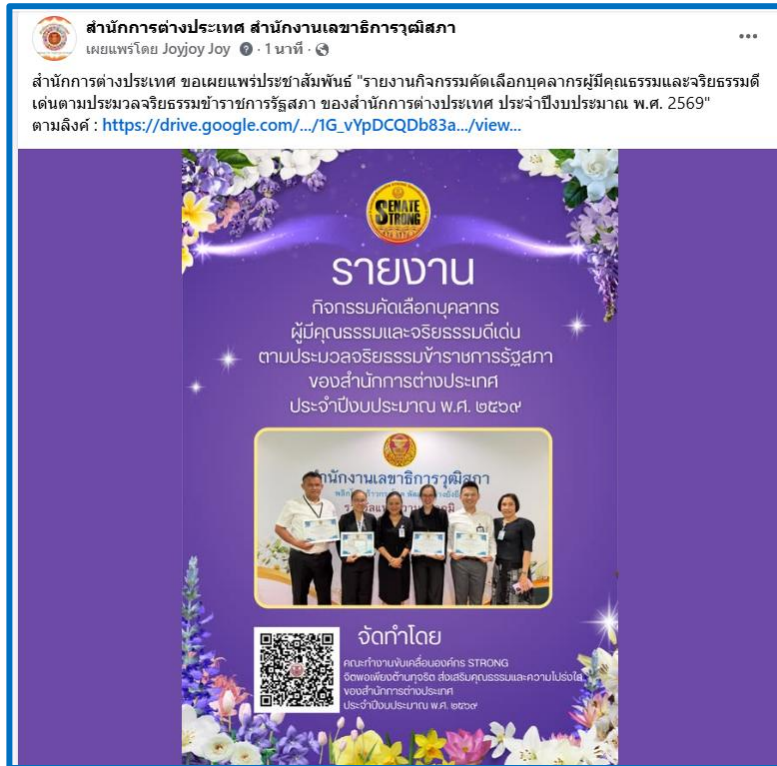 สำนักการต่างประเทศ สำนักงานเลขาธิการวุฒิสภา
เผยแพร่โดย Joyjoy Joy · 1 นาที ·
สำนักการต่างประเทศ ขอเผยแพร่ประชาสัมพันธ์ "รายงานกิจกรรมคัดเลือกบุคลากรผู้มีคุณธรรมและจริยธรรมดี
เด่นตามประมวลจริยธรรมข้าราชการรัฐสภา ของสำนักการต่างประเทศ ประจำปีงบประมาณ พ.ศ. 2569"
ตามลิงค์ : https://drive.google.com/.../1G_vYpDCQDb83a.../view...
SENATE
STRONG
รายงาน
กิจกรรมคัดเลือกบุคลากร
ผู้มีคุณธรรมและจริยธรรมดีเด่น
ตามประมวลจริยธรรมข้าราชการรัฐสภา
ของสำนักการต่างประเทศ
ประจำปีงบประมาณ พ.ศ. ๒๕๖๙
สำนักงานเลขาธิการวุฒิสภา
จัดทำโดย
คณะทำงานขับเคลื่อนองค์กร STRONG
จิตพอเพียงต้านทุจริต ส่งเสริมคุณธรรมและความโปร่งใส
ของสำนักการต่างประเทศ
ประจำปีงบประมาณ พ.ศ. ๒๕๖๙